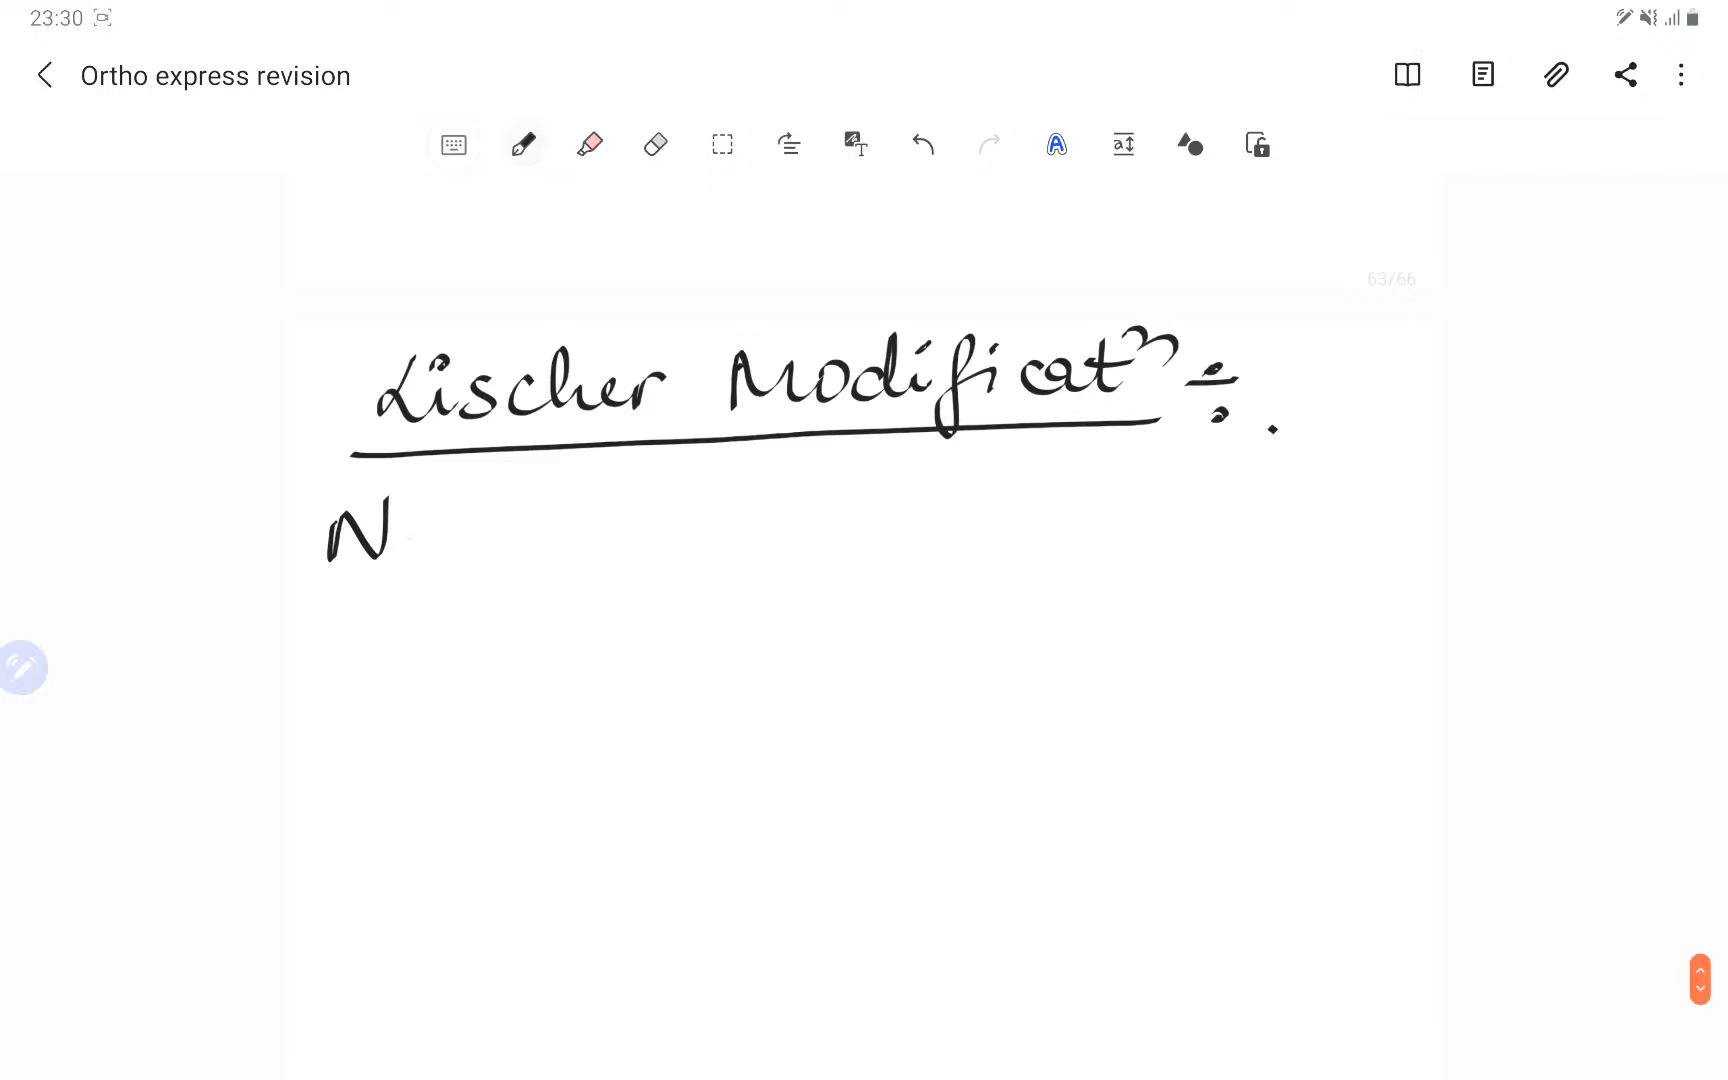 23:30
Ortho express revision
63/66
Lischer Modificatⁿ ÷ .
N